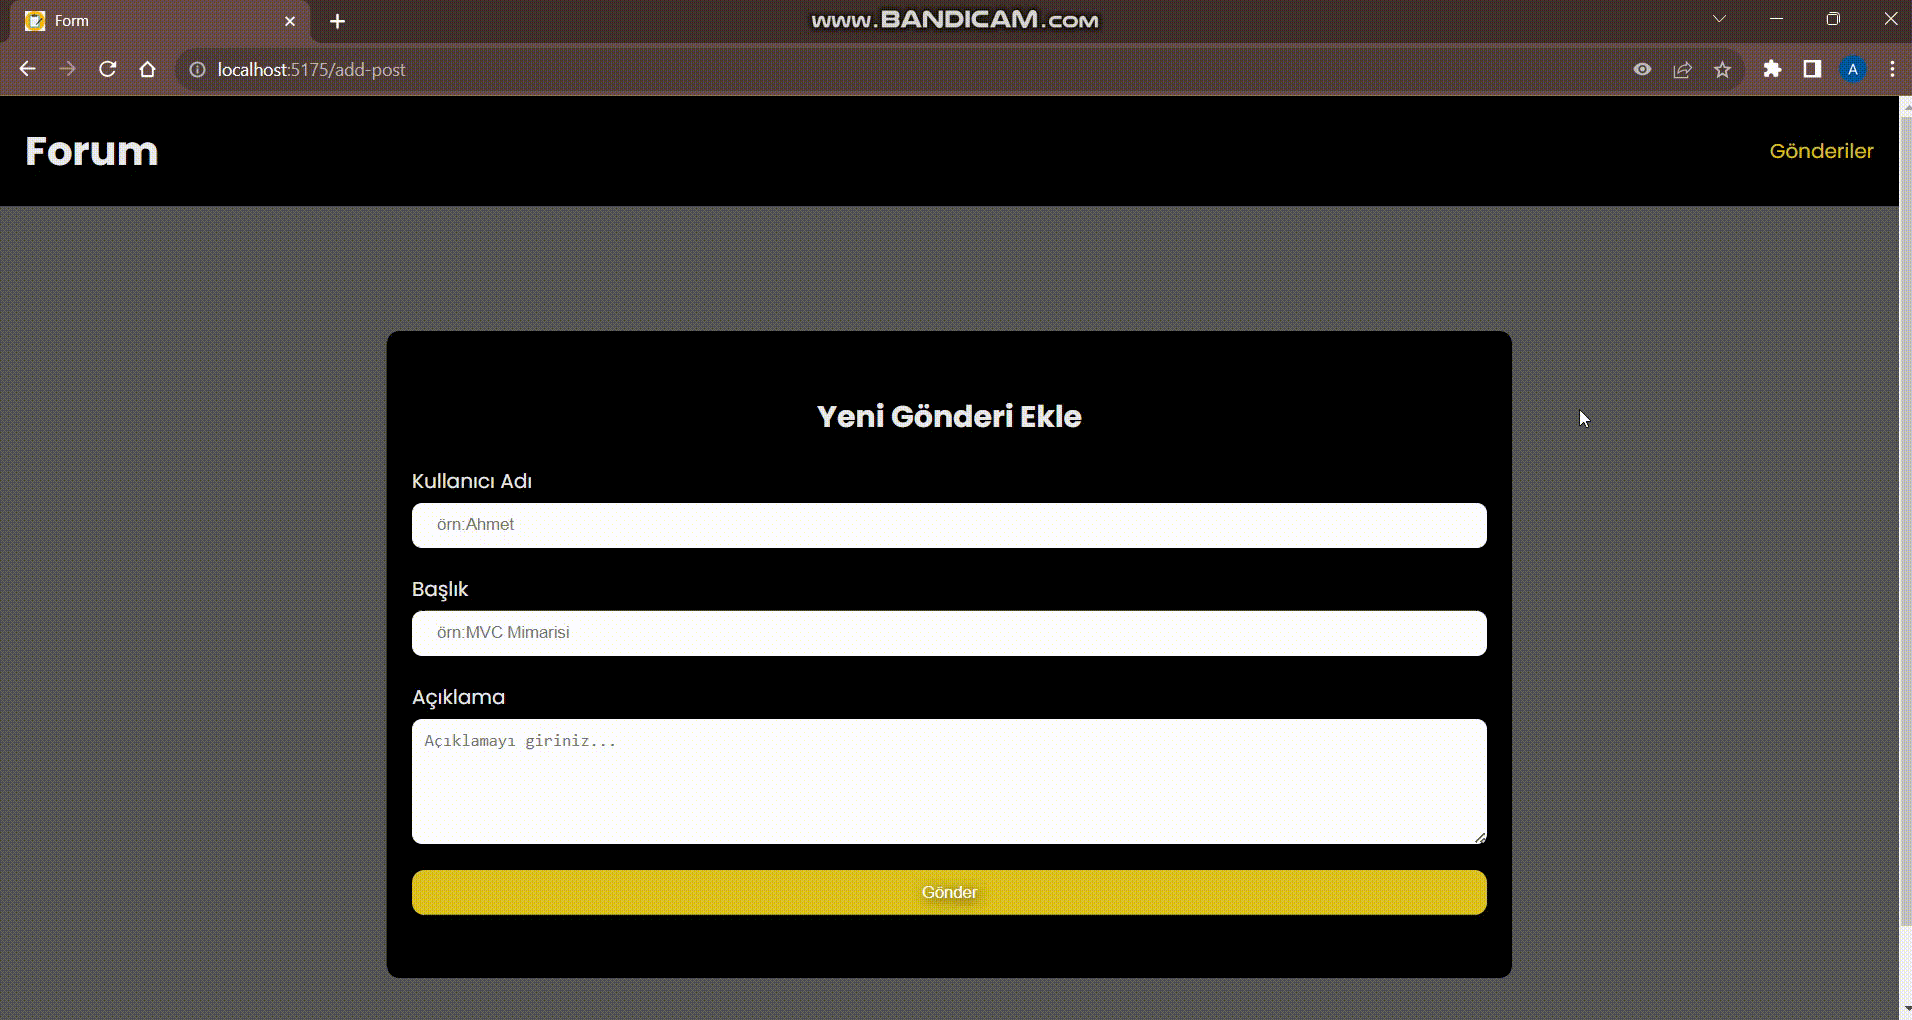 Form
www.BANDICAM.com
localhost:5175/add-post
A
Forum
Gönderiler
Yeni Gönderi Ekle
Kullanıcı Adı
örn:Ahmet
Başlık
örn:MVC Mimarisi
Açıklama
Açıklamayı giriniz...
Gönder